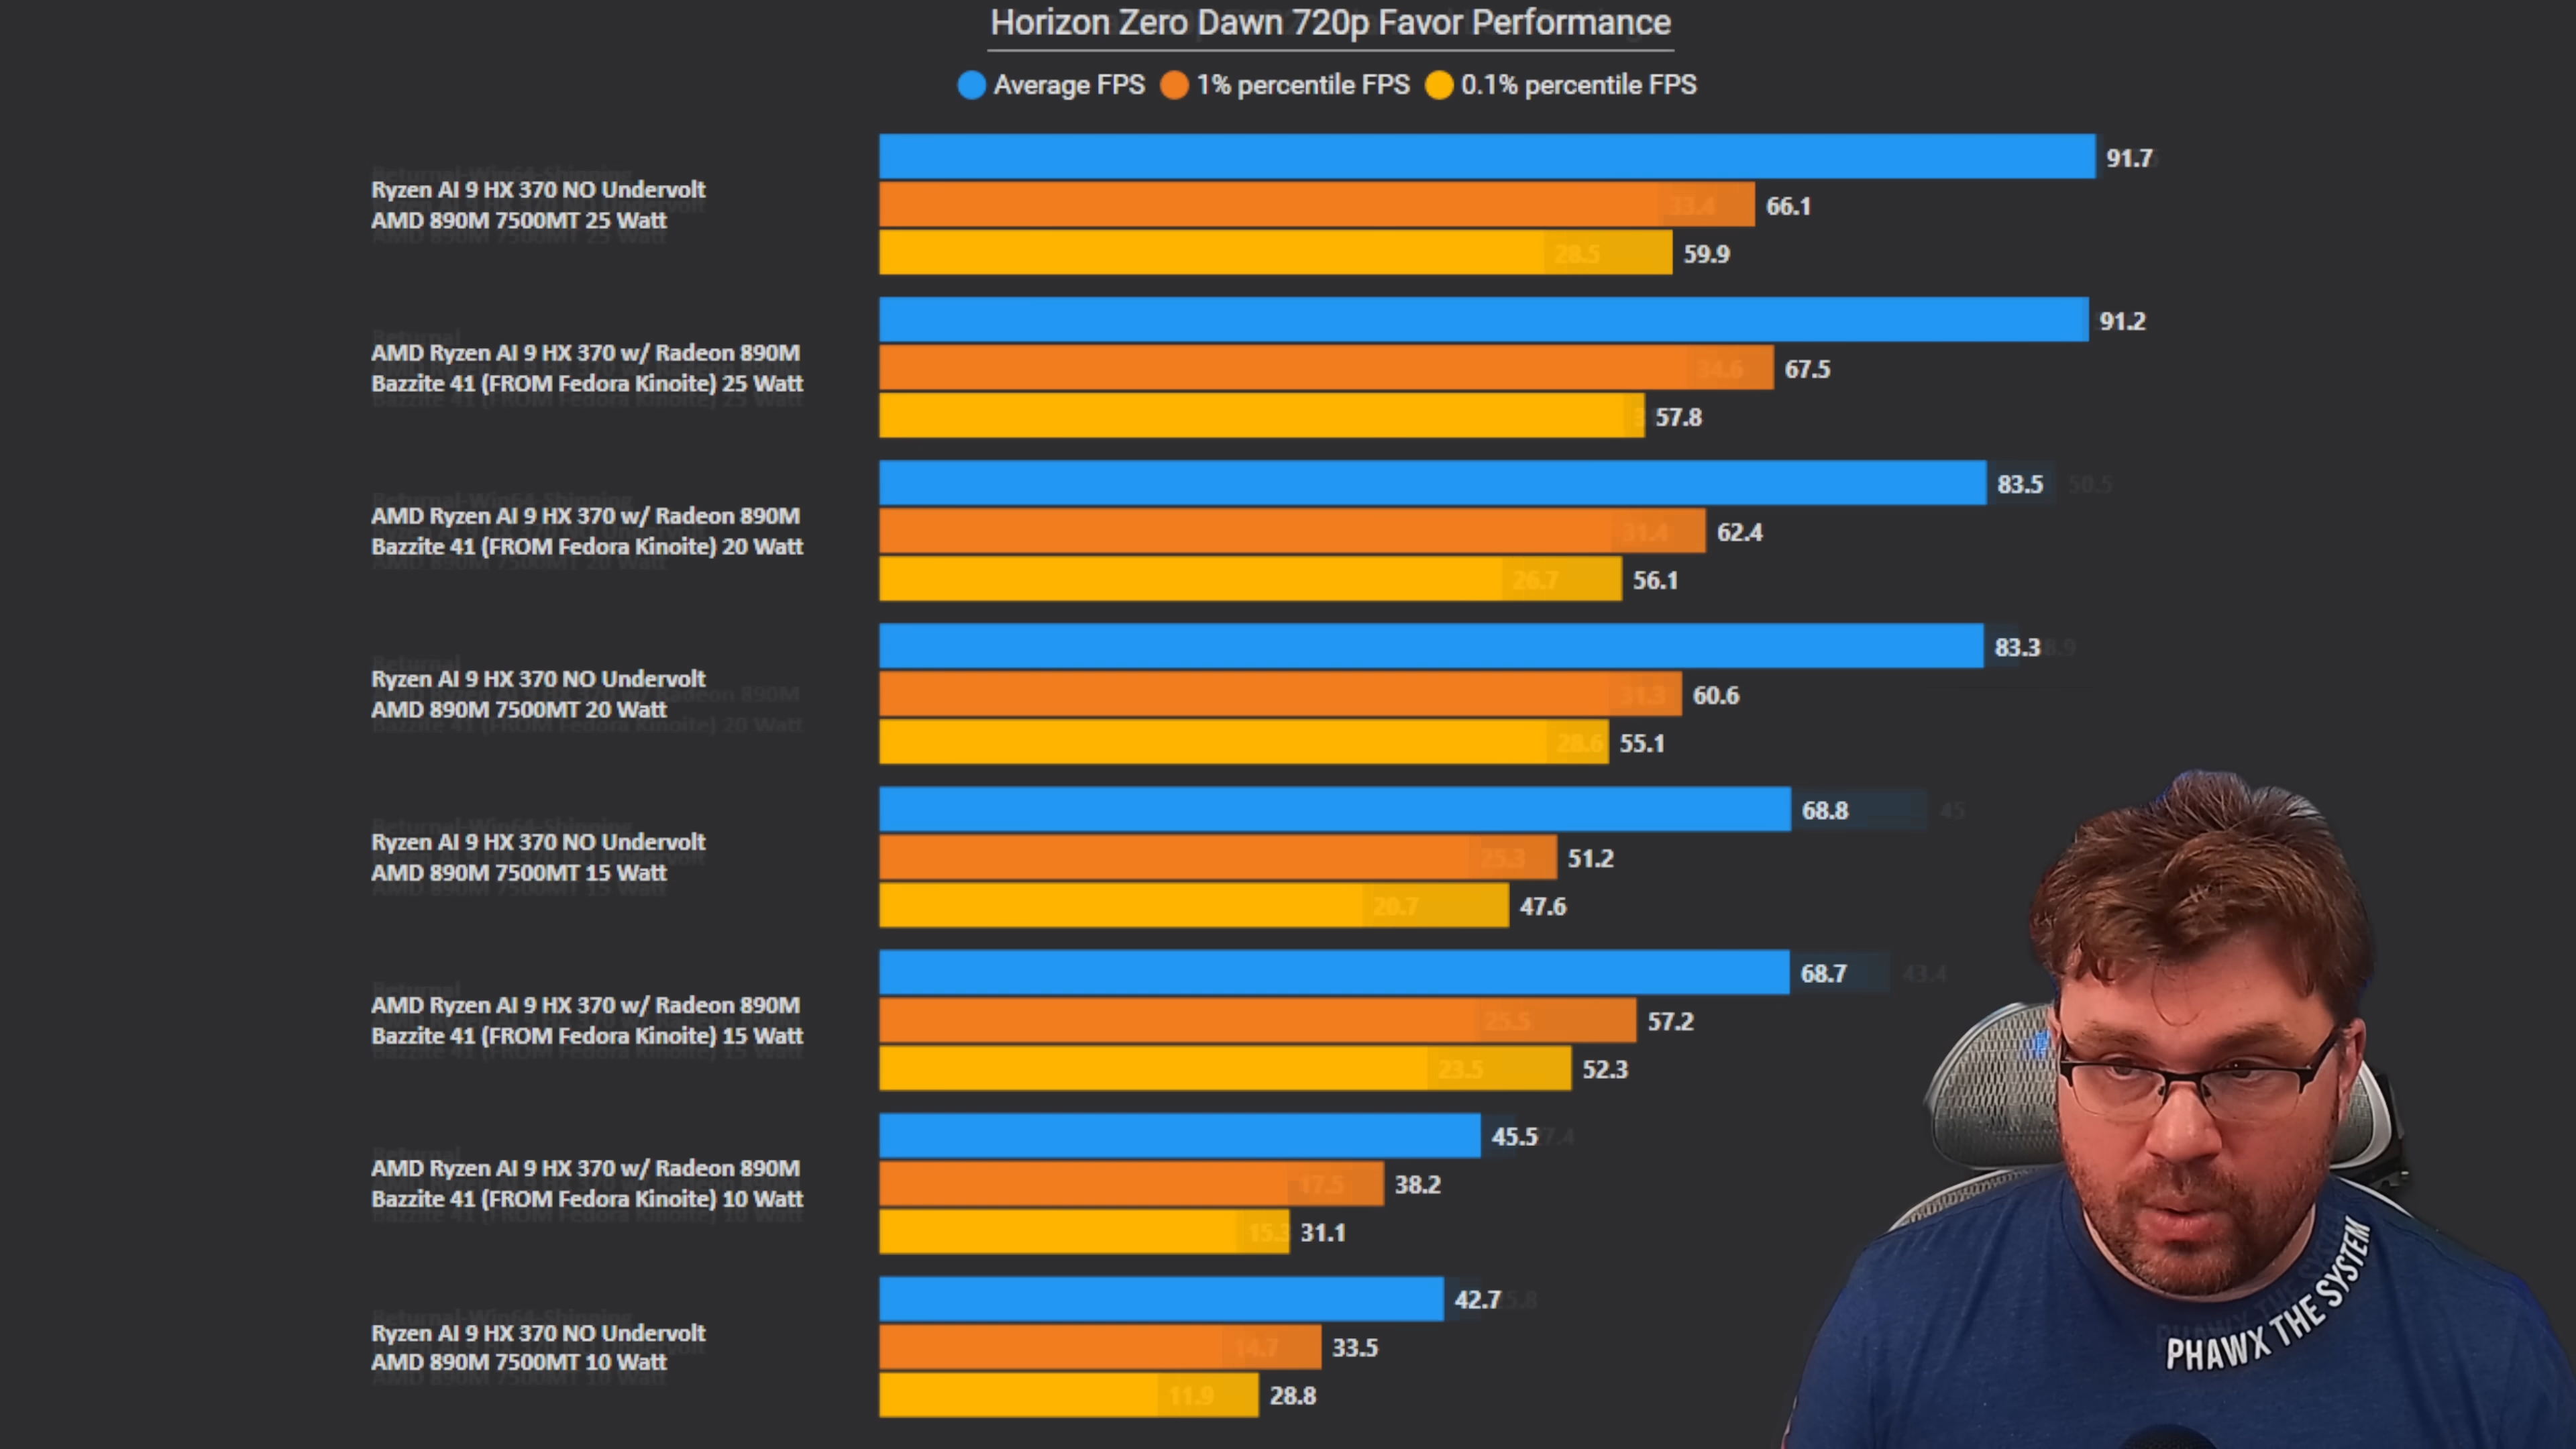 Horizon Zero Dawn 720p Favor Performance
Average FPS 1% percentile FPS 0.1% percentile FPS
Ryzen AI 9 HX 370 NO Undervolt
AMD 890M 7500MT 25 Watt
91.7
66.1
59.9
AMD Ryzen AI 9 HX 370 w/ Radeon 890M
Bazzite 41 (FROM Fedora Kinoite) 25 Watt
91.2
67.5
57.8
AMD Ryzen AI 9 HX 370 w/ Radeon 890M
Bazzite 41 (FROM Fedora Kinoite) 20 Watt
83.5
62.4
56.1
Ryzen AI 9 HX 370 NO Undervolt
AMD 890M 7500MT 20 Watt
83.3
60.6
55.1
Ryzen AI 9 HX 370 NO Undervolt
AMD 890M 7500MT 15 Watt
68.8
51.2
47.6
AMD Ryzen AI 9 HX 370 w/ Radeon 890M
Bazzite 41 (FROM Fedora Kinoite) 15 Watt
68.7
57.2
52.3
AMD Ryzen AI 9 HX 370 w/ Radeon 890M
Bazzite 41 (FROM Fedora Kinoite) 10 Watt
45.5
38.2
31.1
Ryzen AI 9 HX 370 NO Undervolt
AMD 890M 7500MT 10 Watt
42.7
33.5
28.8
PHAWX THE SYSTEM